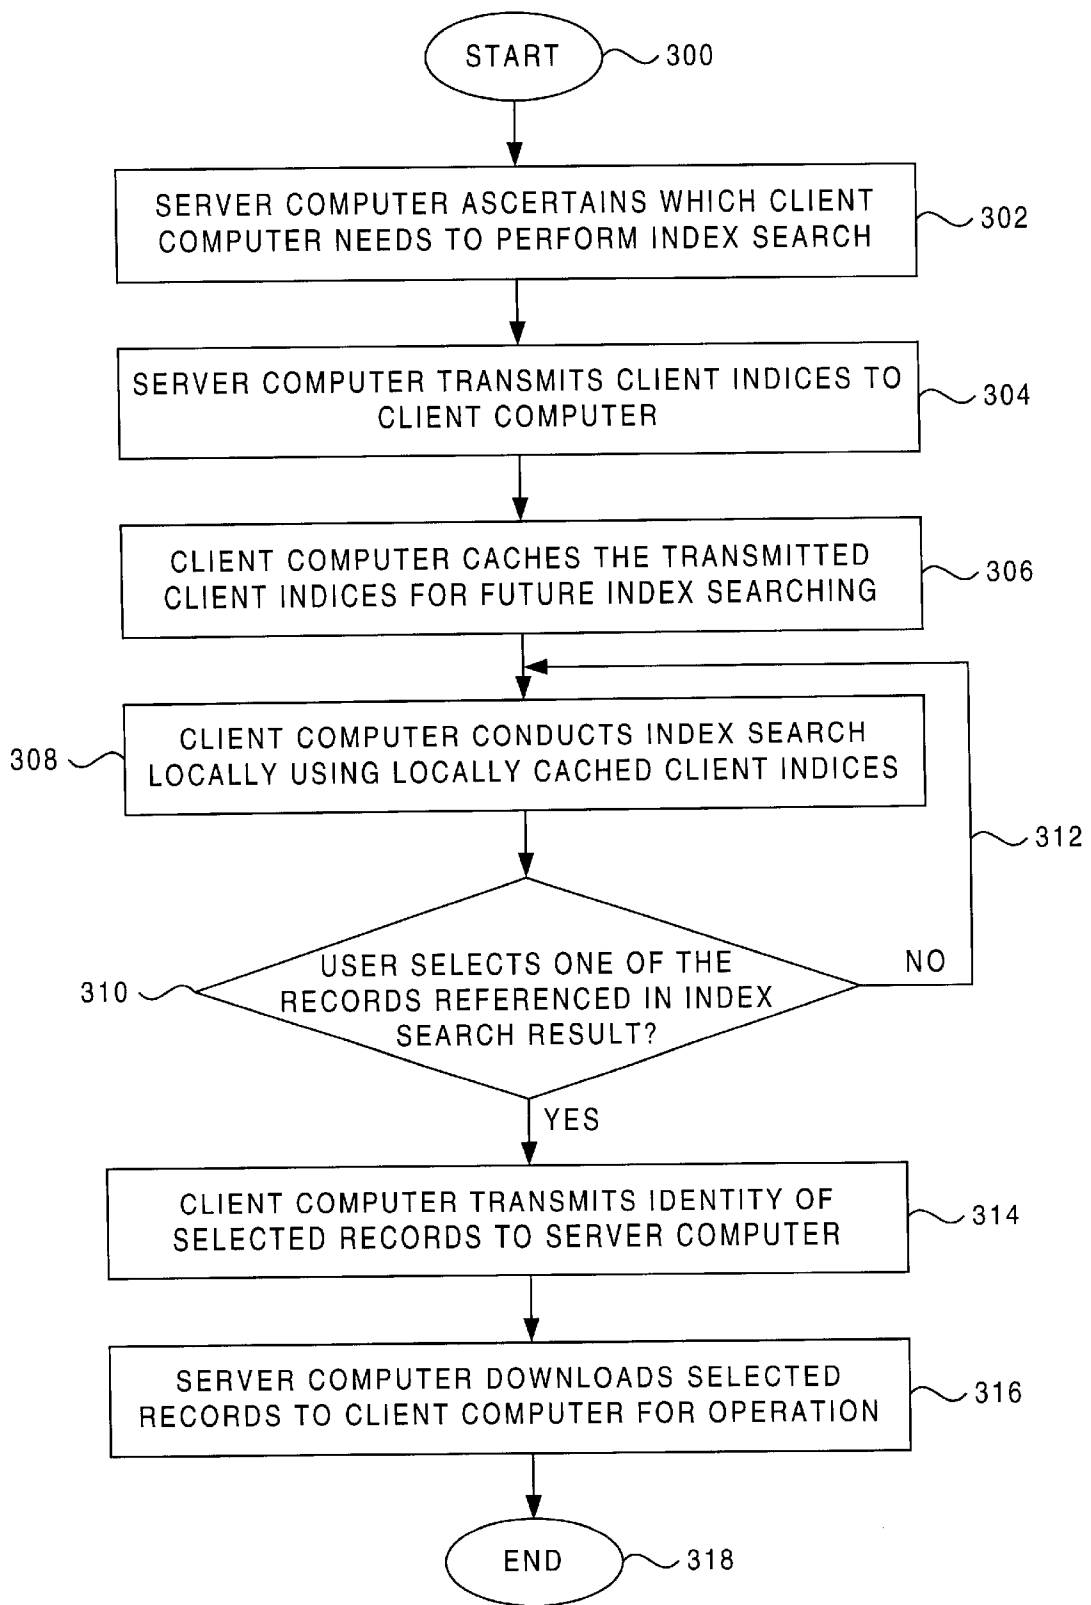 START
300
SERVER COMPUTER ASCERTAINS WHICH CLIENT
COMPUTER NEEDS TO PERFORM INDEX SEARCH
302
SERVER COMPUTER TRANSMITS CLIENT INDICES TO
CLIENT COMPUTER
304
CLIENT COMPUTER CACHES THE TRANSMITTED
CLIENT INDICES FOR FUTURE INDEX SEARCHING
306
308
CLIENT COMPUTER CONDUCTS INDEX SEARCH
LOCALLY USING LOCALLY CACHED CLIENT INDICES
312
310
USER SELECTS ONE OF THE
RECORDS REFERENCED IN INDEX
SEARCH RESULT?
NO
YES
CLIENT COMPUTER TRANSMITS IDENTITY OF
SELECTED RECORDS TO SERVER COMPUTER
314
SERVER COMPUTER DOWNLOADS SELECTED
RECORDS TO CLIENT COMPUTER FOR OPERATION
316
END
318